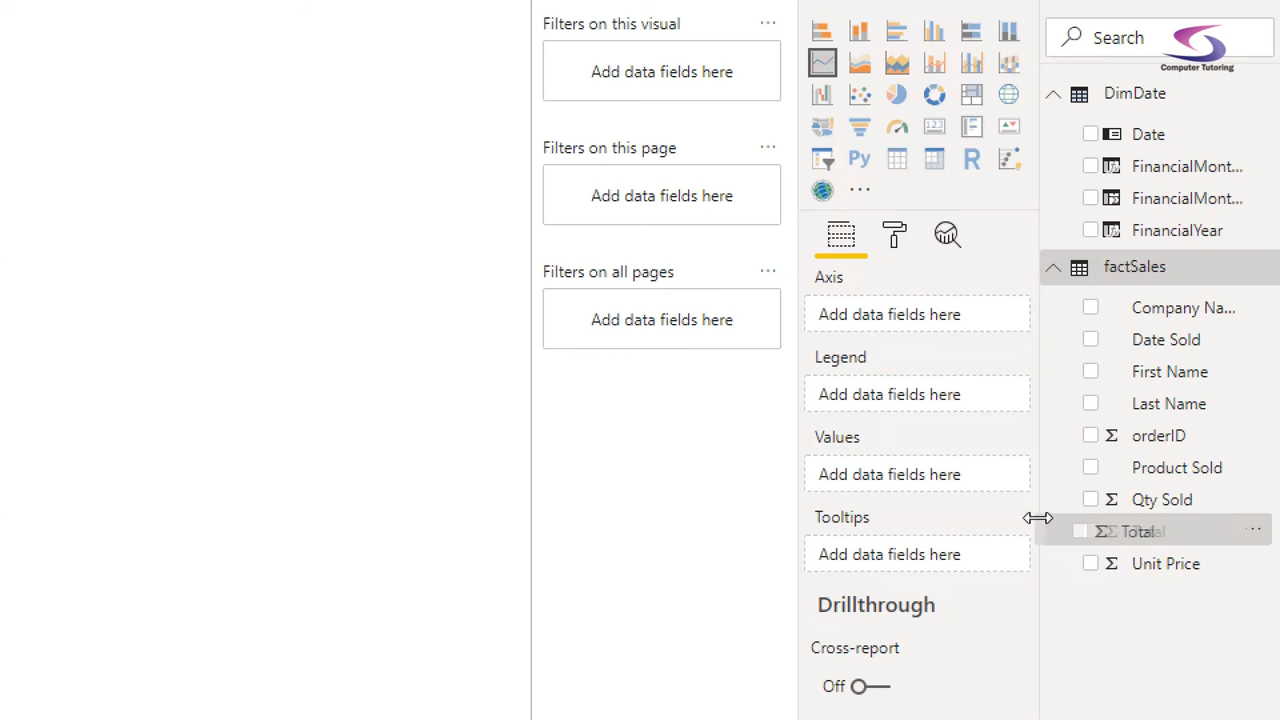 Filters on this visual
...
Add data fields here
Filters on this page
...
Add data fields here
Filters on all pages
...
Add data fields here
123
Py
R
...
Axis
Add data fields here
Legend
Add data fields here
Values
Add data fields here
Tooltips
Add data fields here
Drillthrough
Cross-report
Off
Search
Computer Tutoring
DimDate
Date
FinancialMont...
FinancialMont...
FinancialYear
factSales
Company Na...
Date Sold
First Name
Last Name
Σ orderID
Product Sold
Σ Qty Sold
Σ Total
Σ Unit Price